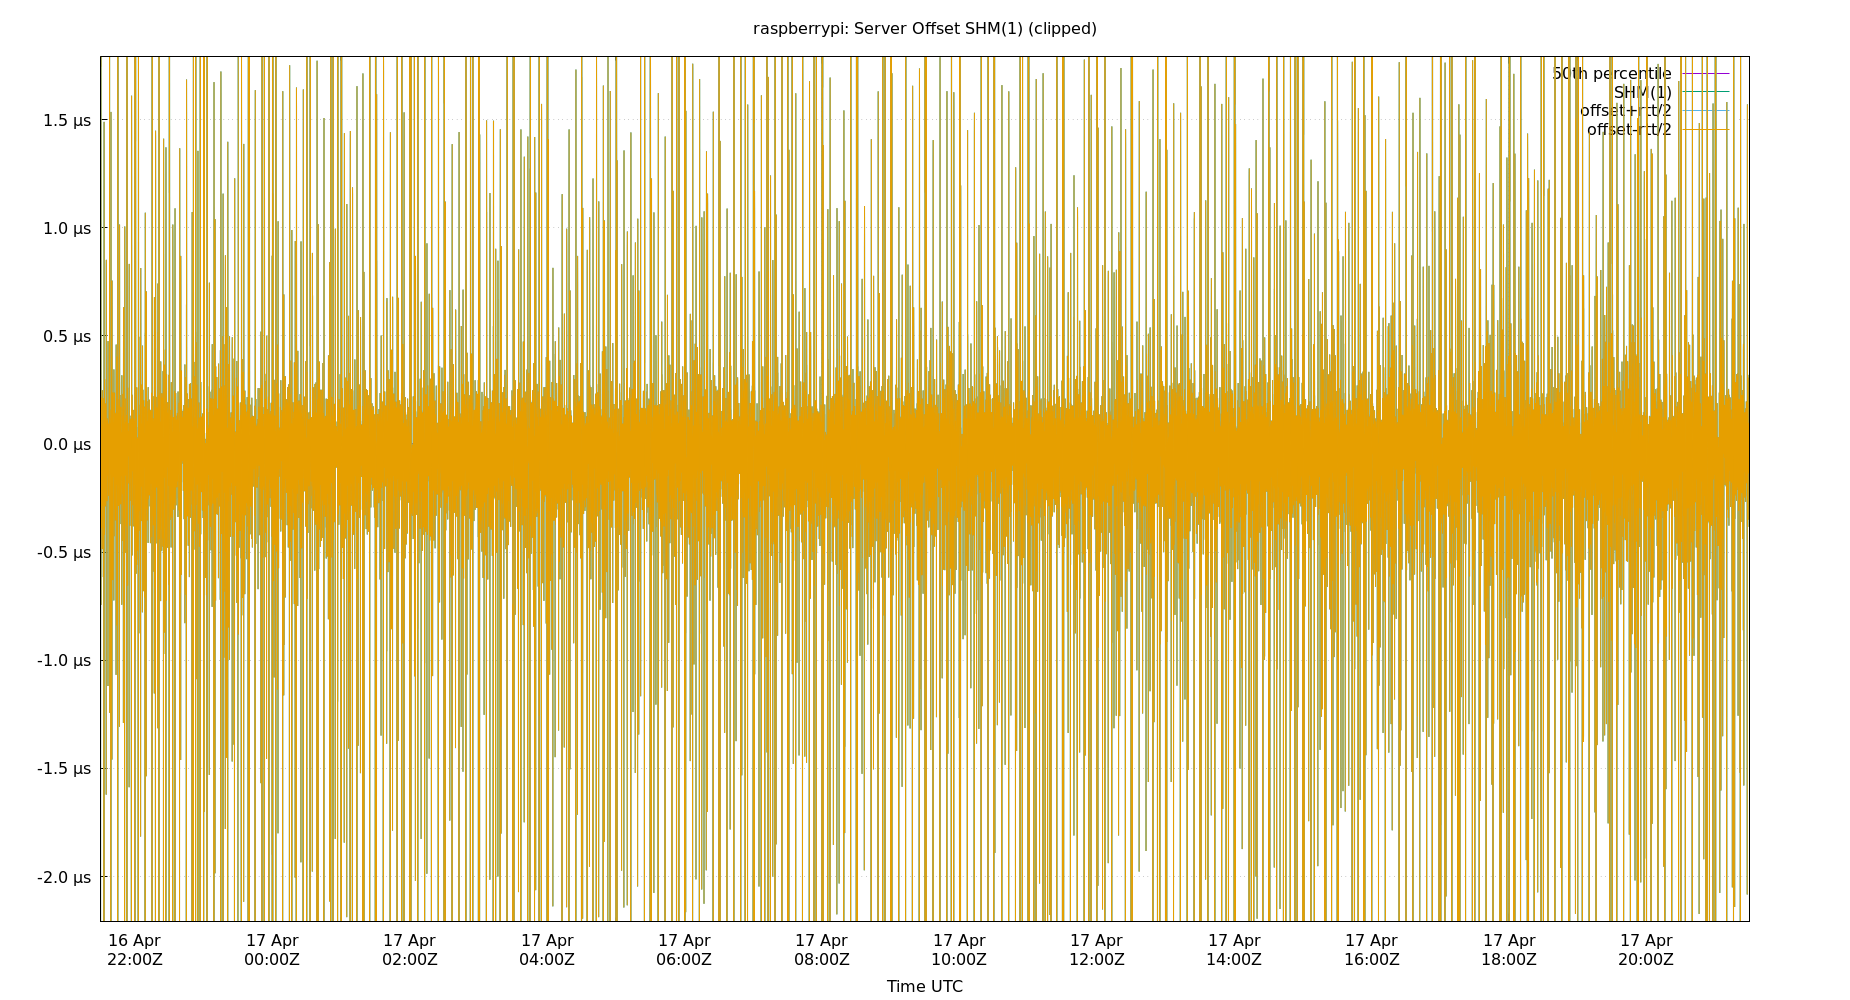 raspberrypi: Server Offset SHM(1) (clipped)
50th percentile
SHM(1)
offset+rtt/2
offset-rtt/2
1.5 µs
1.0 µs
0.5 µs
0.0 µs
-0.5 µs
-1.0 µs
-1.5 µs
-2.0 µs
16 Apr 17 Apr 17 Apr 17 Apr 17 Apr 17 Apr 17 Apr 17 Apr 17 Apr 17 Apr 17 Apr 17 Apr
22:00Z 00:00Z 02:00Z 04:00Z 06:00Z 08:00Z 10:00Z 12:00Z 14:00Z 16:00Z 18:00Z 20:00Z
Time UTC